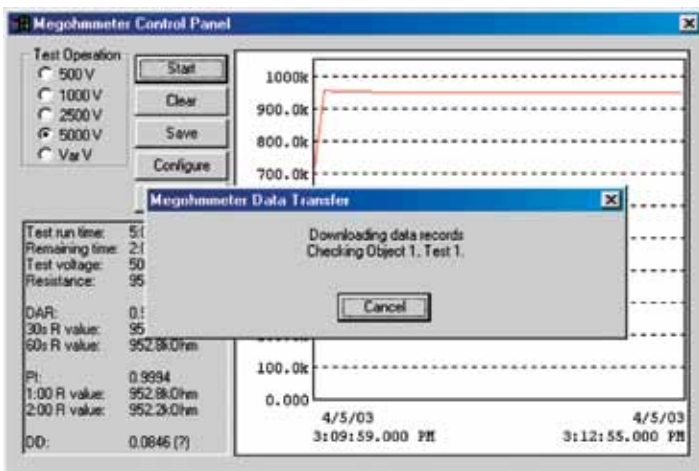 Megohmmeter Control Panel
Test Operation
500 V
1000 V
2500 V
5000 V
Var V
Start
Clear
Save
Configure
1000k
900.0k
800.0k
700.0k
Megohmmeter Data Transfer
Downloading data records
Checking Object 1. Test 1.
Cancel
Test run time:
Remaining time:
Test voltage:
Resistance:
DAR:
30s R value:
60s R value: 952.8kOhm
PI: 0.9994
1:00 R value: 952.8kOhm
2:00 R value: 952.2kOhm
DD: 0.0846 (?)
100.0k
0.000
4/5/03
3:09:59.000 PM
4/5/03
3:12:55.000 PM